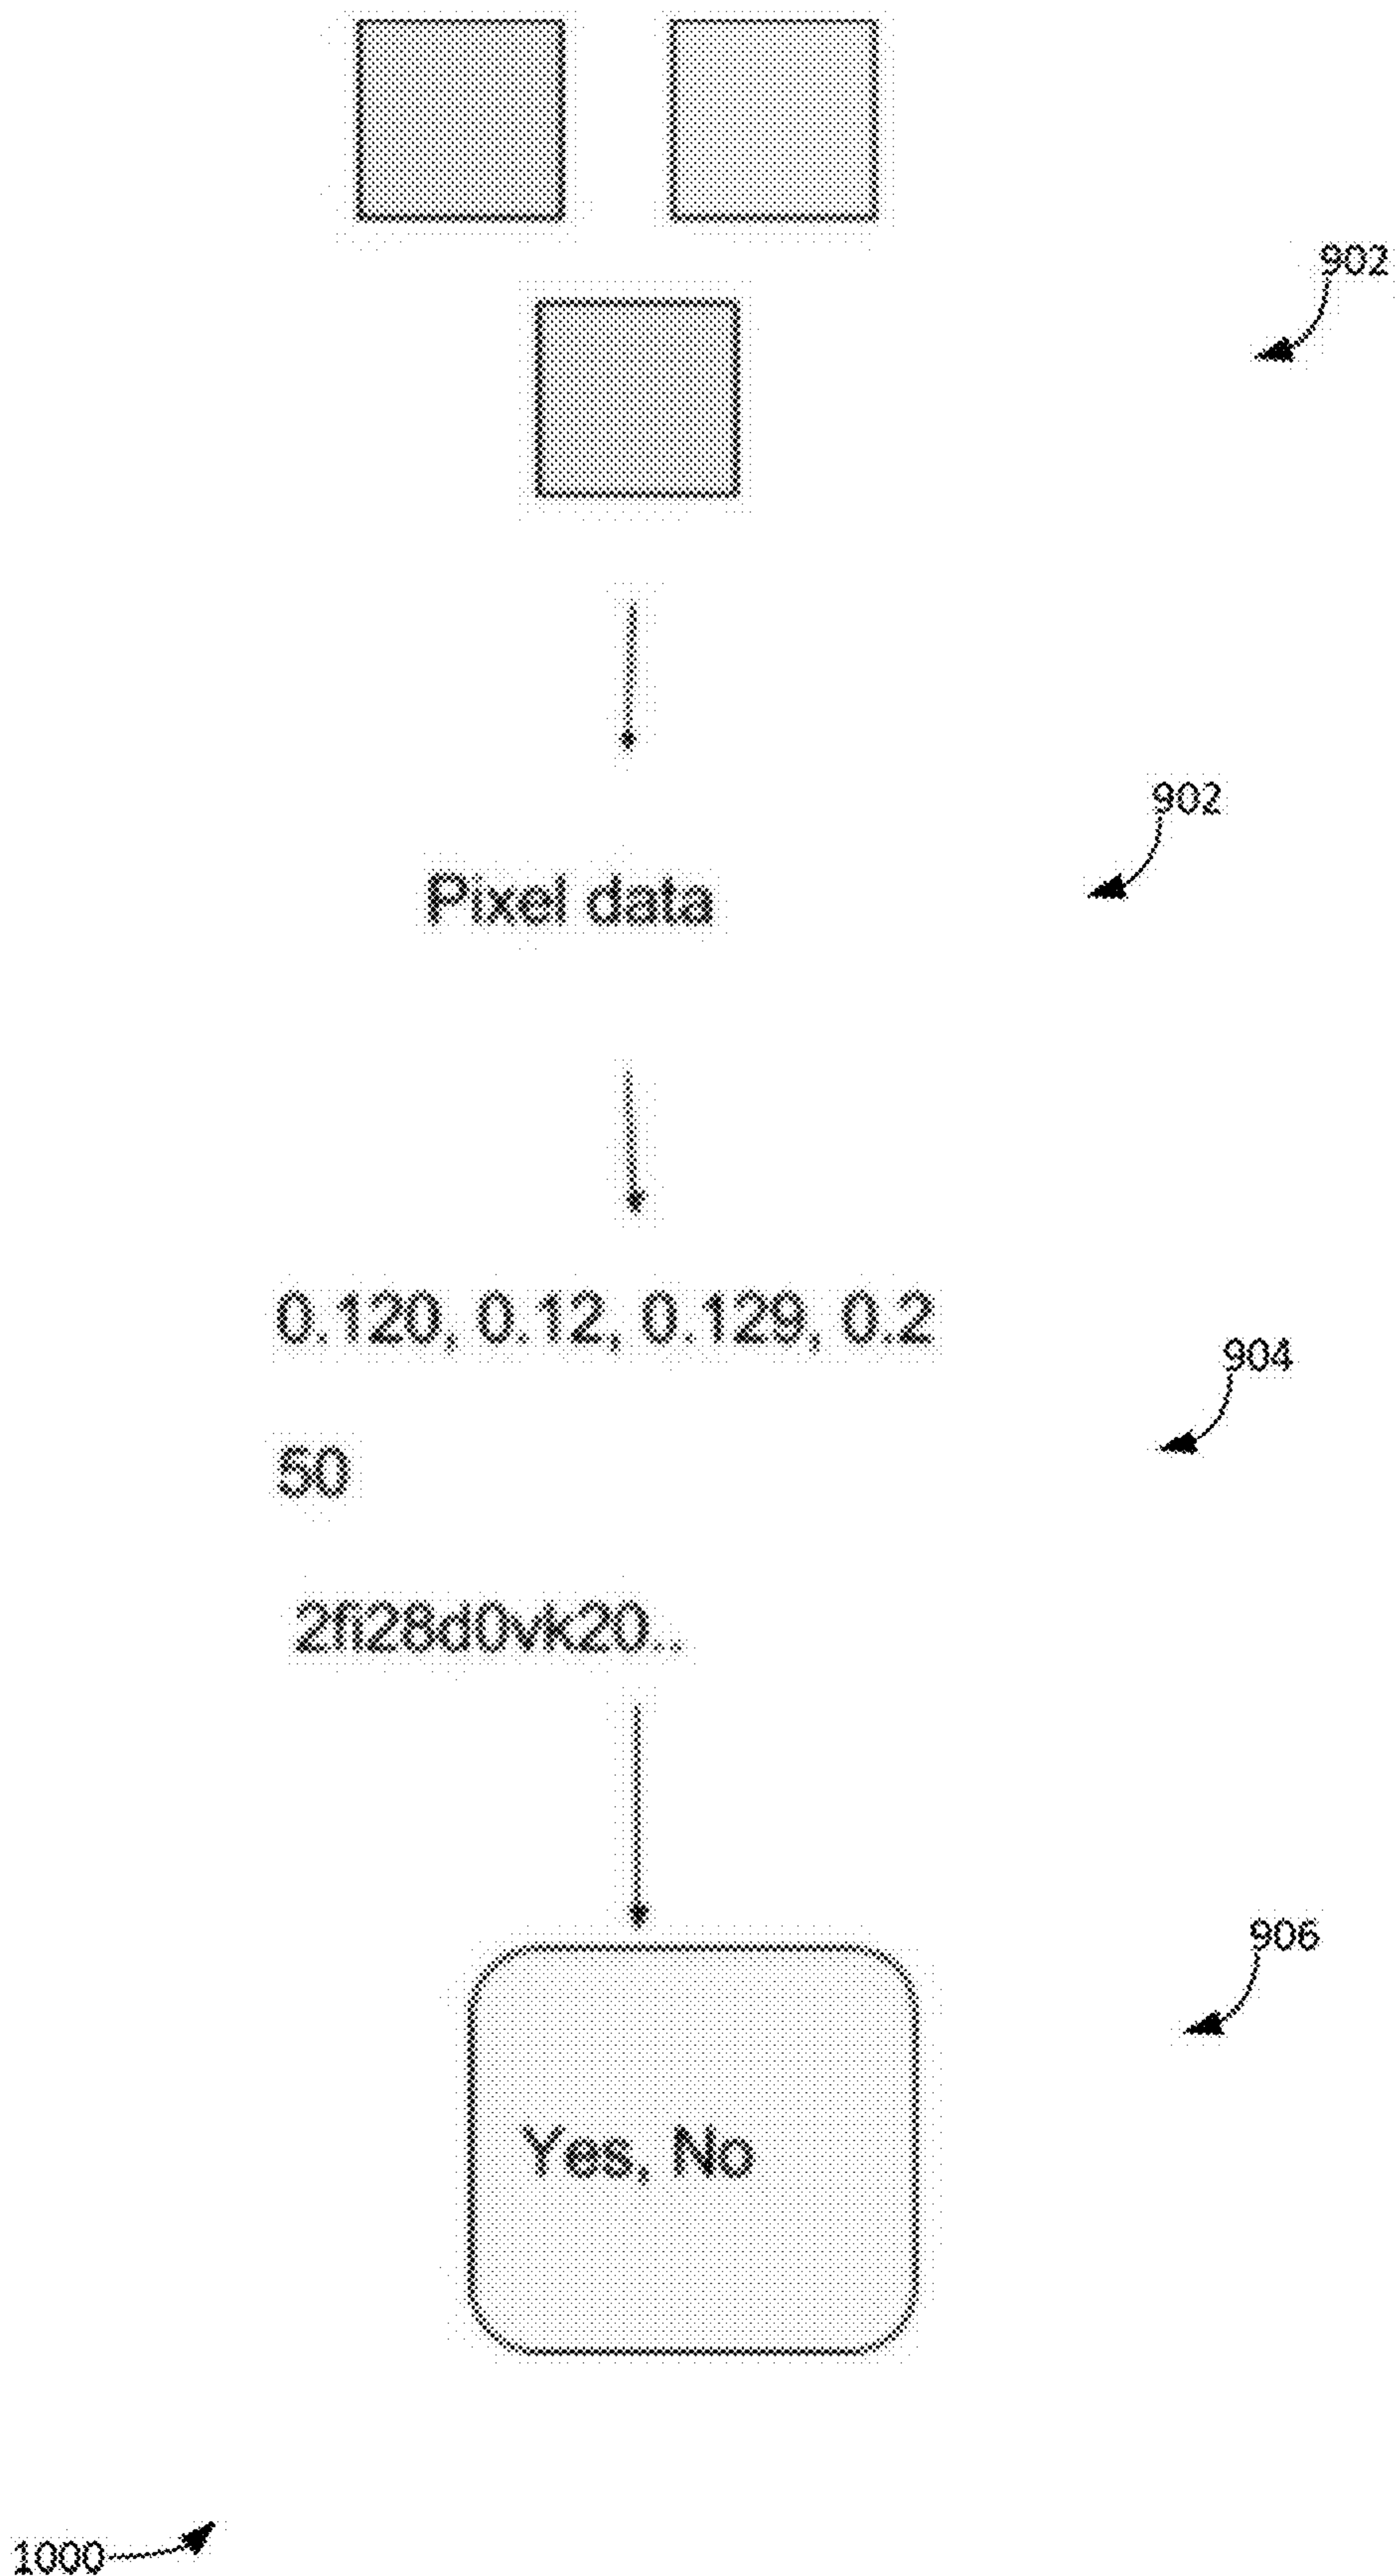 902
902
Pixel data
0.120, 0.12, 0.129, 0.2
904
50
2fi28d0vk20...
906
Yes, No
1000